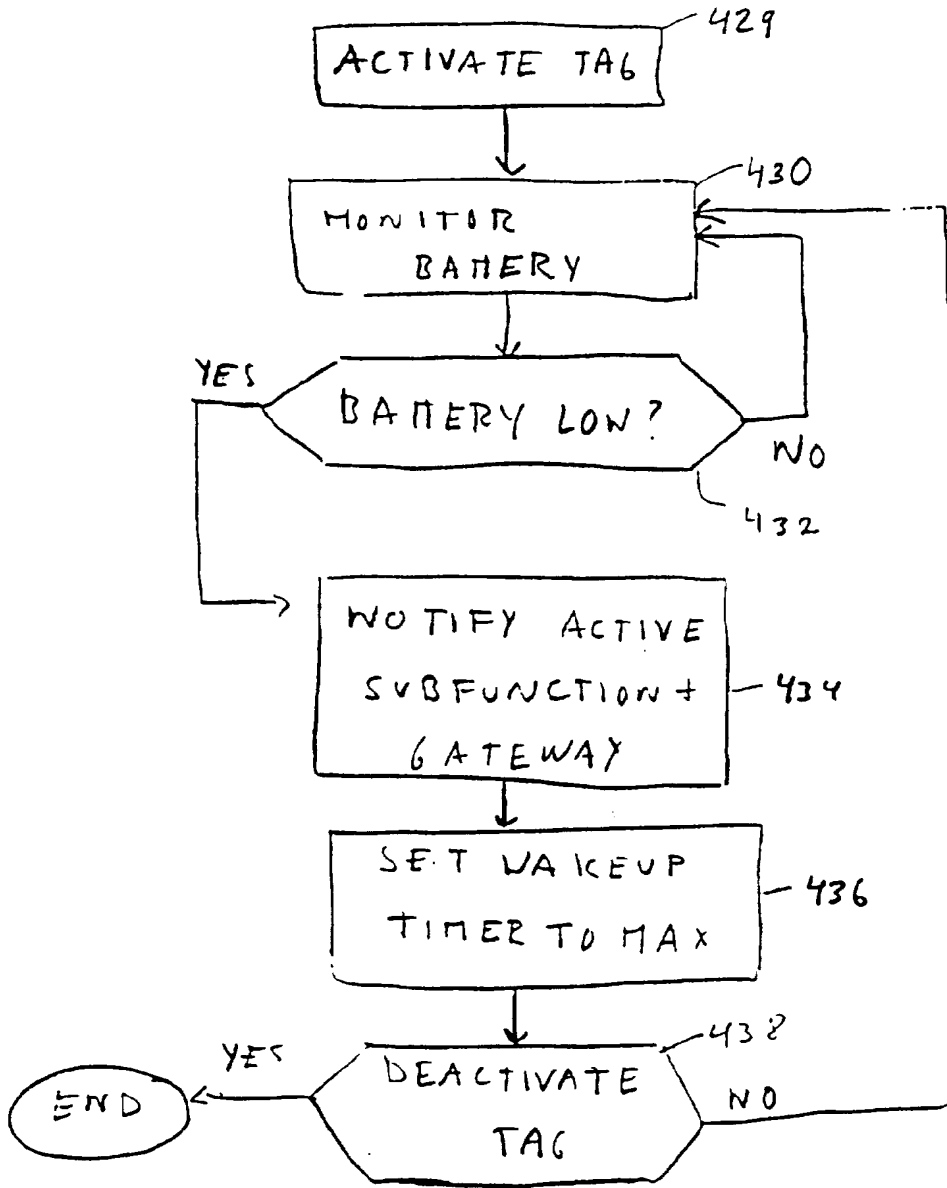 429
ACTIVATE TAG
430
MONITOR
BATTERY
YES
BATTERY LOW?
NO
432
NOTIFY ACTIVE
SUBFUNCTION +
GATEWAY
434
SET WAKEUP
TIMER TO MAX
436
438
YES
DEACTIVATE
TAG
NO
END